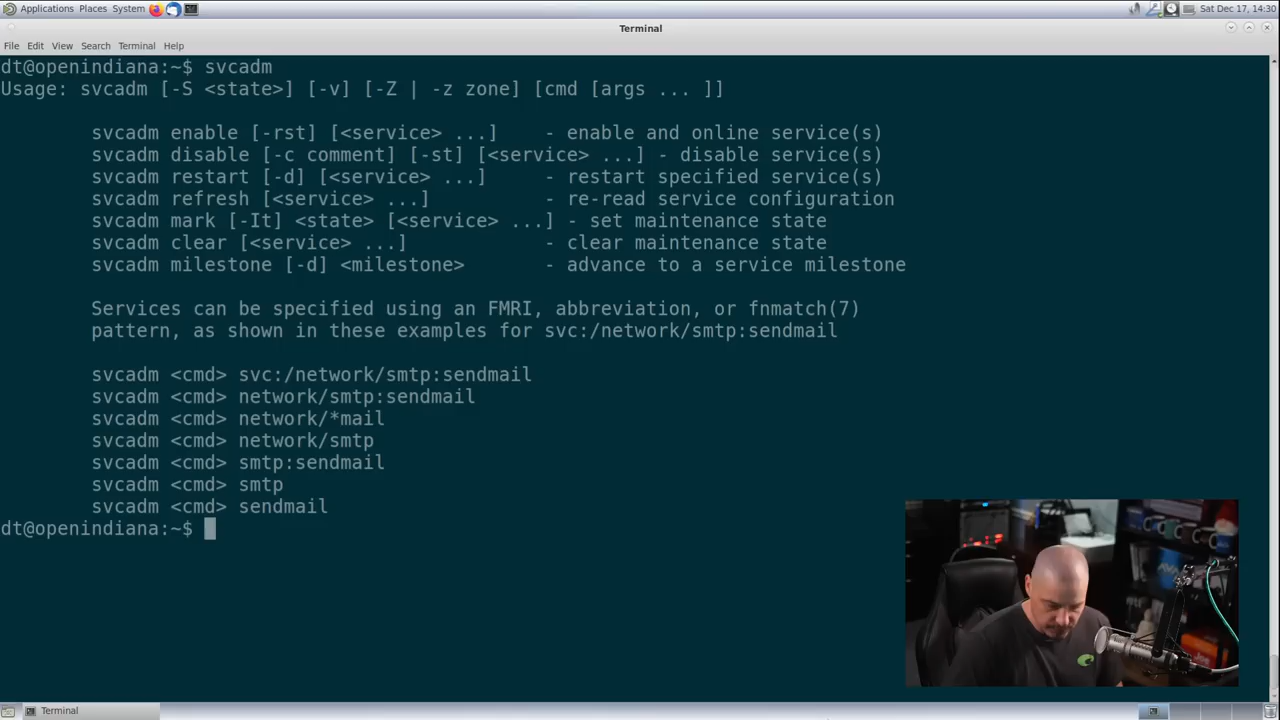 Applications Places System
Sat Dec 17, 14:30
Terminal
File Edit View Search Terminal Help
dt@openindiana:~$ svcadm
Usage: svcadm [-S <state>] [-v] [-Z | -z zone] [cmd [args ... ]]
svcadm enable [-rst] [<service> ...] - enable and online service(s)
svcadm disable [-c comment] [-st] [<service> ...] - disable service(s)
svcadm restart [-d] [<service> ...] - restart specified service(s)
svcadm refresh [<service> ...] - re-read service configuration
svcadm mark [-It] <state> [<service> ...] - set maintenance state
svcadm clear [<service> ...] - clear maintenance state
svcadm milestone [-d] <milestone> - advance to a service milestone
Services can be specified using an FMRI, abbreviation, or fnmatch(7)
pattern, as shown in these examples for svc:/network/smtp:sendmail
svcadm <cmd> svc:/network/smtp:sendmail
svcadm <cmd> network/smtp:sendmail
svcadm <cmd> network/*mail
svcadm <cmd> network/smtp
svcadm <cmd> smtp:sendmail
svcadm <cmd> smtp
svcadm <cmd> sendmail
dt@openindiana:~$
Terminal